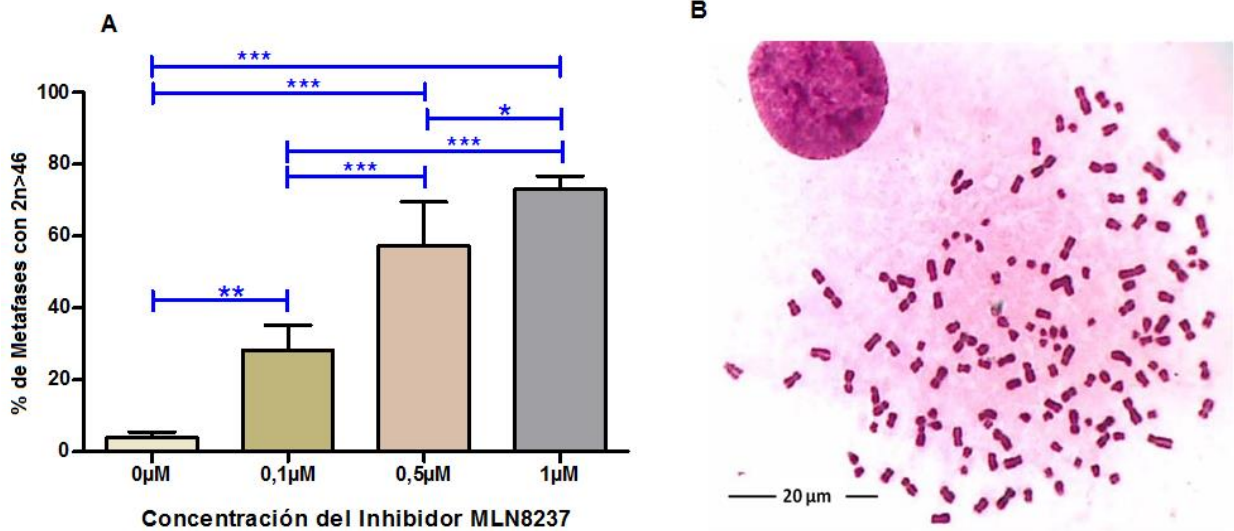 A
B
***
***
*
***
***
**
100
80
60
40
20
0
% de Metafases con 2n>46
0µM
0,1µM
0,5µM
1µM
Concentración del Inhibidor MLN8237
20 µm